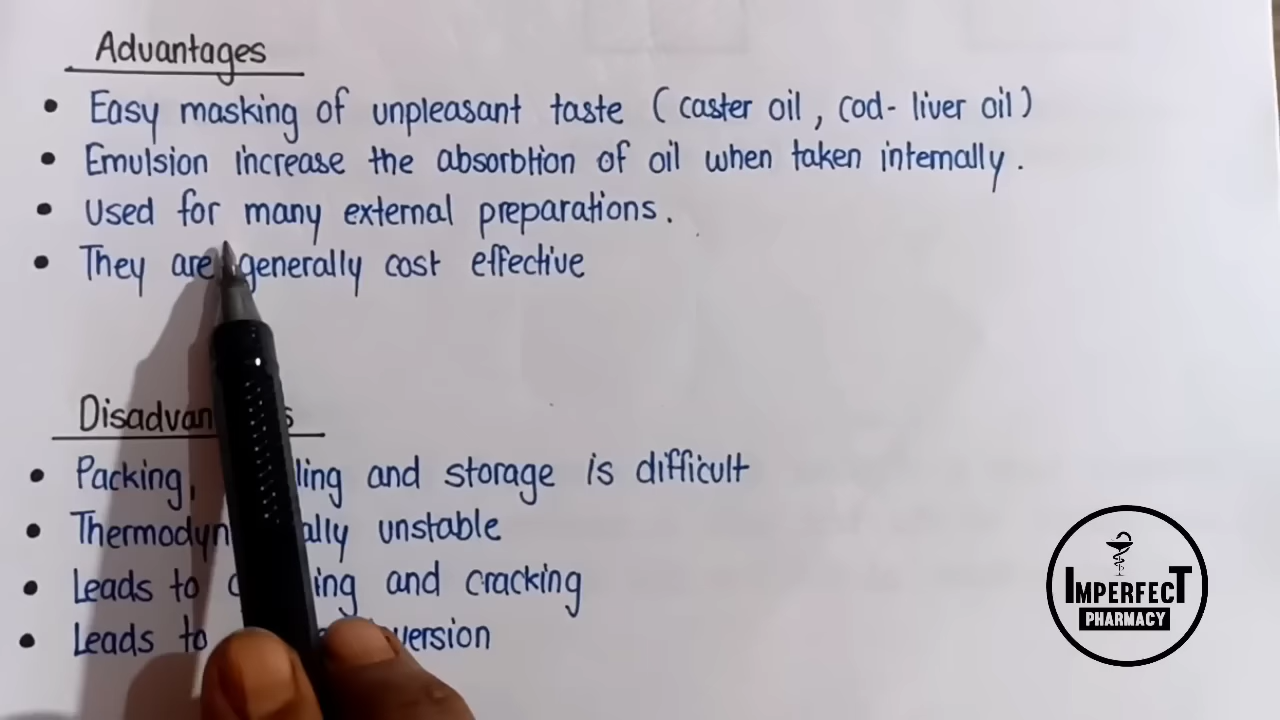 Advantages
• Easy masking of unpleasant taste (caster oil, cod-liver oil)
• Emulsion increase the absorbtion of oil when taken internally.
• Used for many external preparations.
• They are generally cost effective
Disadvan s
• Packing, ling and storage is difficult
• Thermodyn ally unstable
• Leads to c ing and cracking
• Leads to version
IMPERFECT
PHARMACY